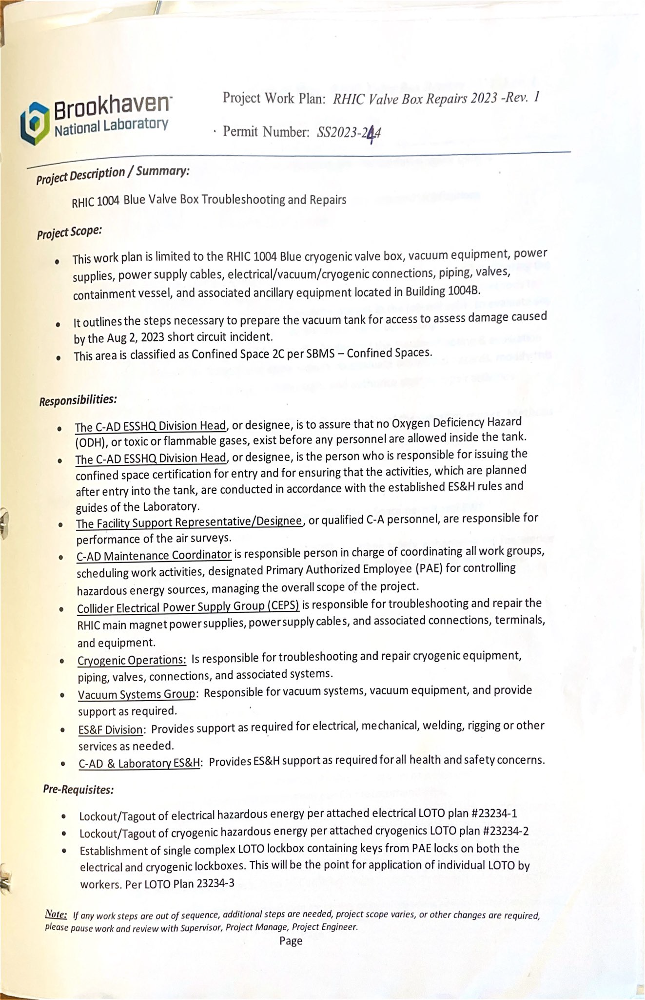 Brookhaven
National Laboratory
Project Work Plan: RHIC Valve Box Repairs 2023 -Rev. 1
Permit Number: SS2023-244
Project Description / Summary:
RHIC 1004 Blue Valve Box Troubleshooting and Repairs
Project Scope:
• This work plan is limited to the RHIC 1004 Blue cryogenic valve box, vacuum equipment, power
supplies, power supply cables, electrical/vacuum/cryogenic connections, piping, valves,
containment vessel, and associated ancillary equipment located in Building 1004B.
• It outlines the steps necessary to prepare the vacuum tank for access to assess damage caused
by the Aug 2, 2023 short circuit incident.
• This area is classified as Confined Space 2C per SBMS – Confined Spaces.
Responsibilities:
• The C-AD ESSHQ Division Head, or designee, is to assure that no Oxygen Deficiency Hazard
(ODH), or toxic or flammable gases, exist before any personnel are allowed inside the tank.
• The C-AD ESSHQ Division Head, or designee, is the person who is responsible for issuing the
confined space certification for entry and for ensuring that the activities, which are planned
after entry into the tank, are conducted in accordance with the established ES&H rules and
guides of the Laboratory.
• The Facility Support Representative/Designee, or qualified C-A personnel, are responsible for
performance of the air surveys.
• C-AD Maintenance Coordinator is responsible person in charge of coordinating all work groups,
scheduling work activities, designated Primary Authorized Employee (PAE) for controlling
hazardous energy sources, managing the overall scope of the project.
• Collider Electrical Power Supply Group (CEPS) is responsible for troubleshooting and repair the
RHIC main magnet power supplies, power supply cables, and associated connections, terminals,
and equipment.
• Cryogenic Operations: Is responsible for troubleshooting and repair cryogenic equipment,
piping, valves, connections, and associated systems.
• Vacuum Systems Group: Responsible for vacuum systems, vacuum equipment, and provide
support as required.
• ES&F Division: Provides support as required for electrical, mechanical, welding, rigging or other
services as needed.
• C-AD & Laboratory ES&H: Provides ES&H support as required for all health and safety concerns.
Pre-Requisites:
• Lockout/Tagout of electrical hazardous energy per attached electrical LOTO plan #23234-1
• Lockout/Tagout of cryogenic hazardous energy per attached cryogenics LOTO plan #23234-2
• Establishment of single complex LOTO lockbox containing keys from PAE locks on both the
electrical and cryogenic lockboxes. This will be the point for application of individual LOTO by
workers. Per LOTO Plan 23234-3
Note: If any work steps are out of sequence, additional steps are needed, project scope varies, or other changes are required,
please pause work and review with Supervisor, Project Manage, Project Engineer.
Page